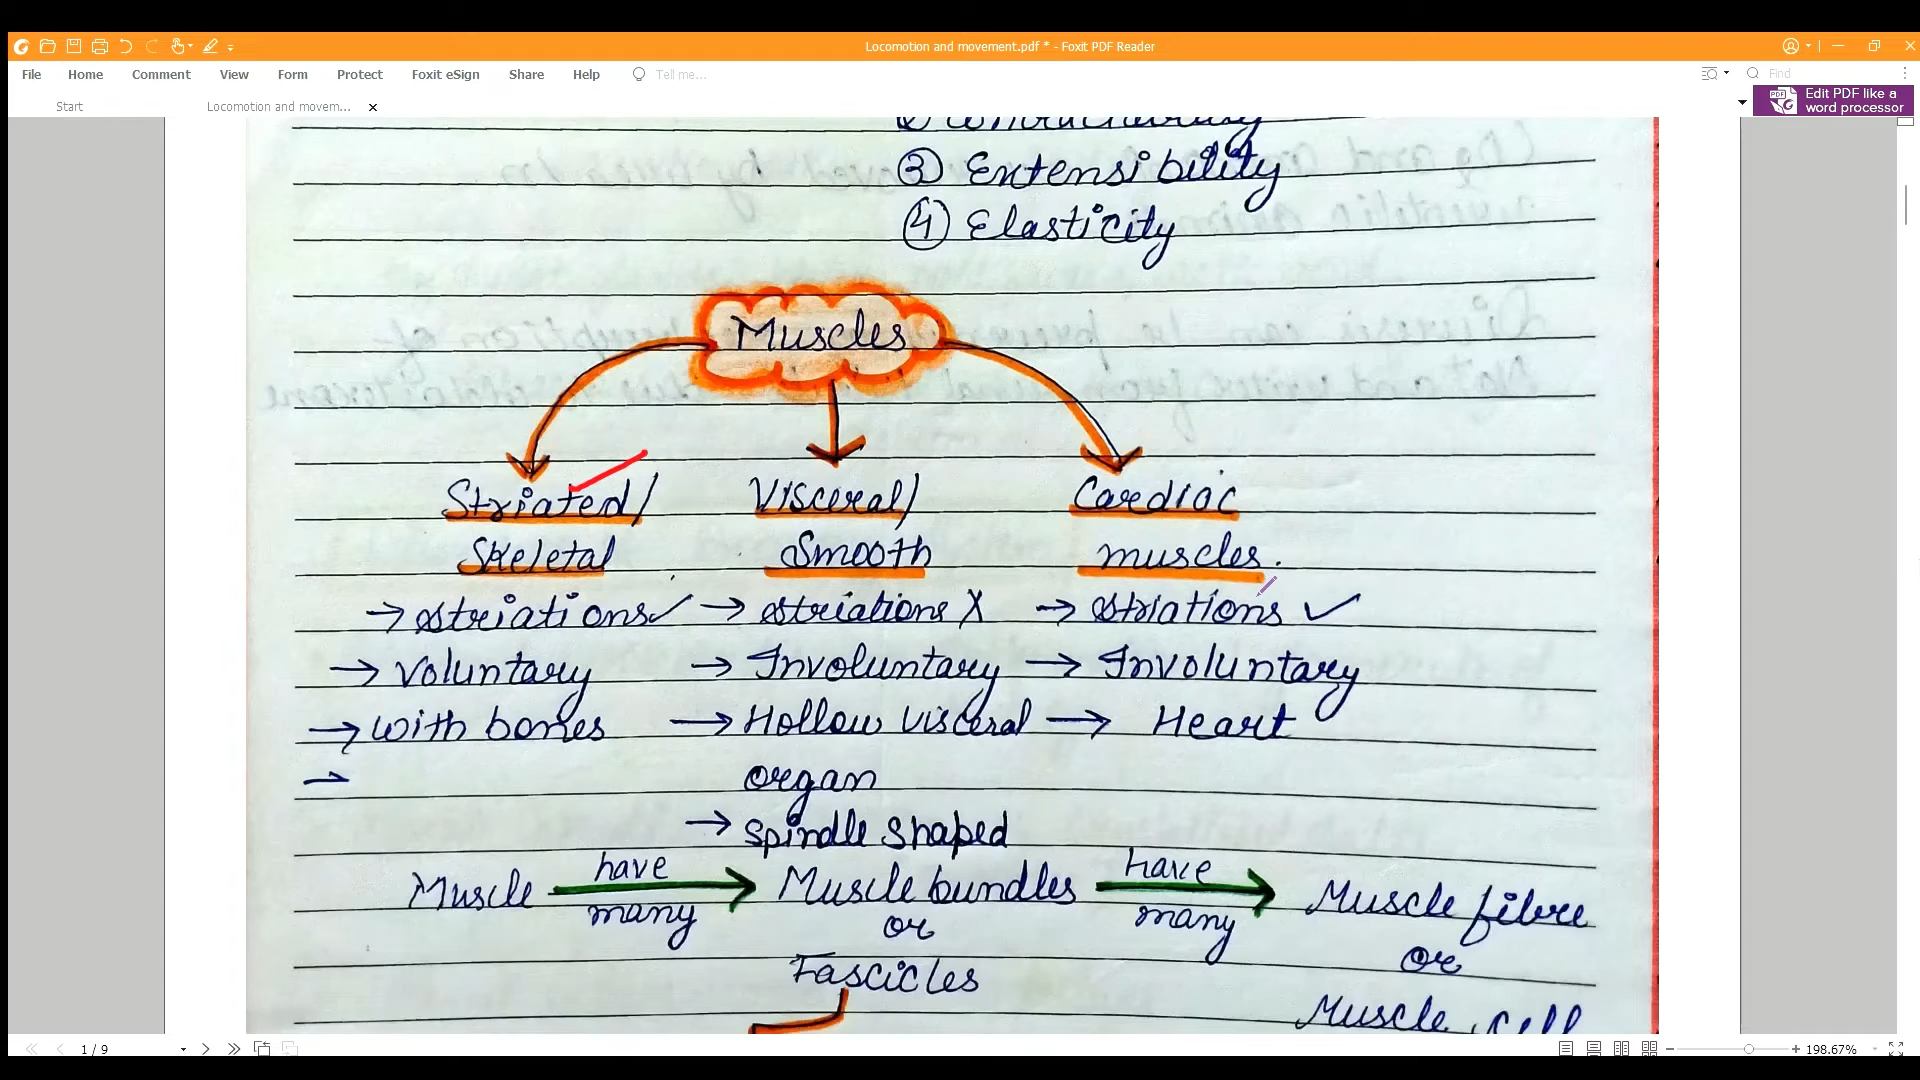 Locomotion and movement.pdf * - Foxit PDF Reader
File Home Comment View Form Protect Foxit eSign Share Help Tell me... Find
Start Locomotion and movem... ×
Edit PDF like a
word processor
③ Extensibility
④ Elasticity
Muscles
Striated/ Visceral/ Cardiac
Skeletal Smooth muscles.
→ Striations✓ → Striations X → Striations ✓
→ Voluntary → Involuntary → Involuntary
→ With bones → Hollow visceral → Heart
→ organ
→ spindle shaped
have have
Muscle → Muscle bundles → Muscle fibre
many or many or
Fascicles
Muscle cell
1 / 9 198.67%